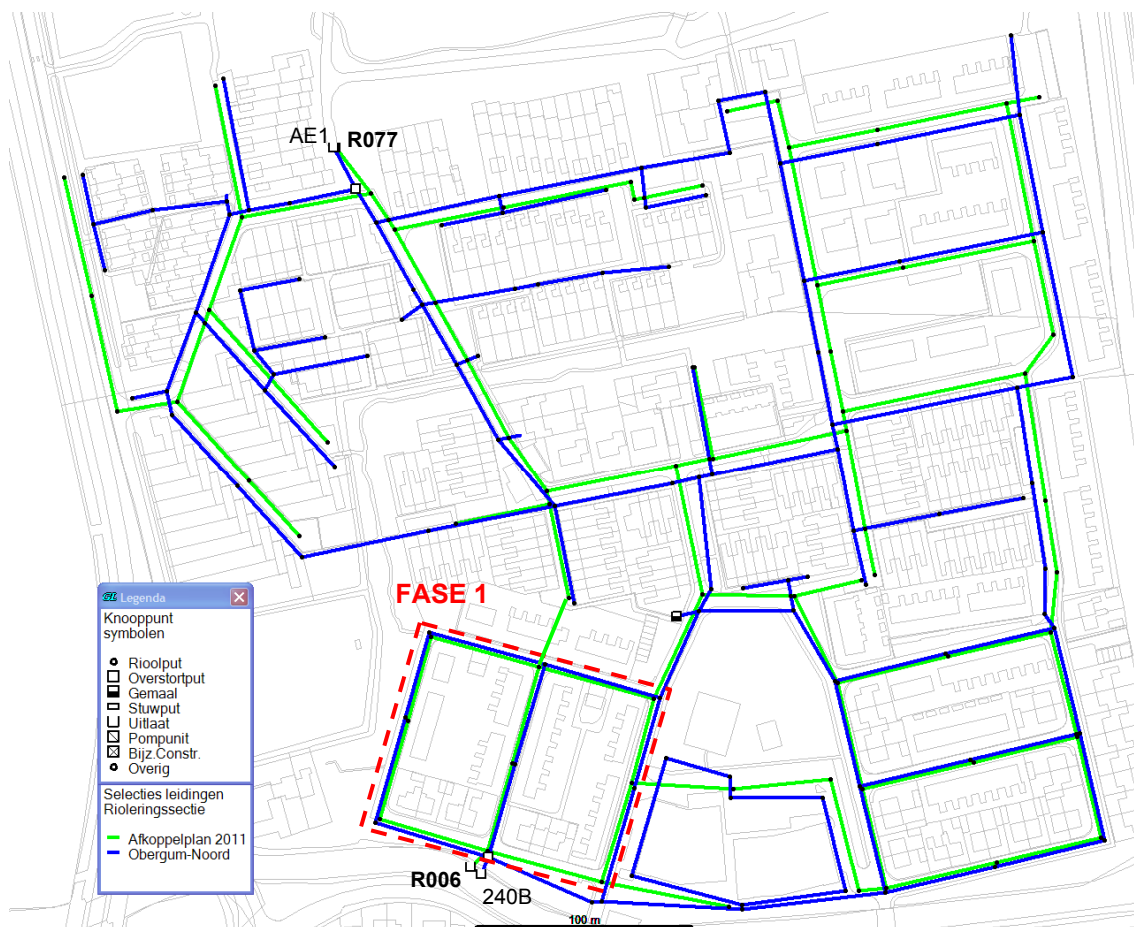 AE1
R077
FASE 1
Legenda
Knooppunt
symbolen
Rioolput
Overstortput
Gemaal
Stuwput
Uitlaat
Pompunit
Bijz.Constr.
Overig
Selecties leidingen
Rioleringssectie
Afkoppelplan 2011
Obergum-Noord
R006
240B
100 m